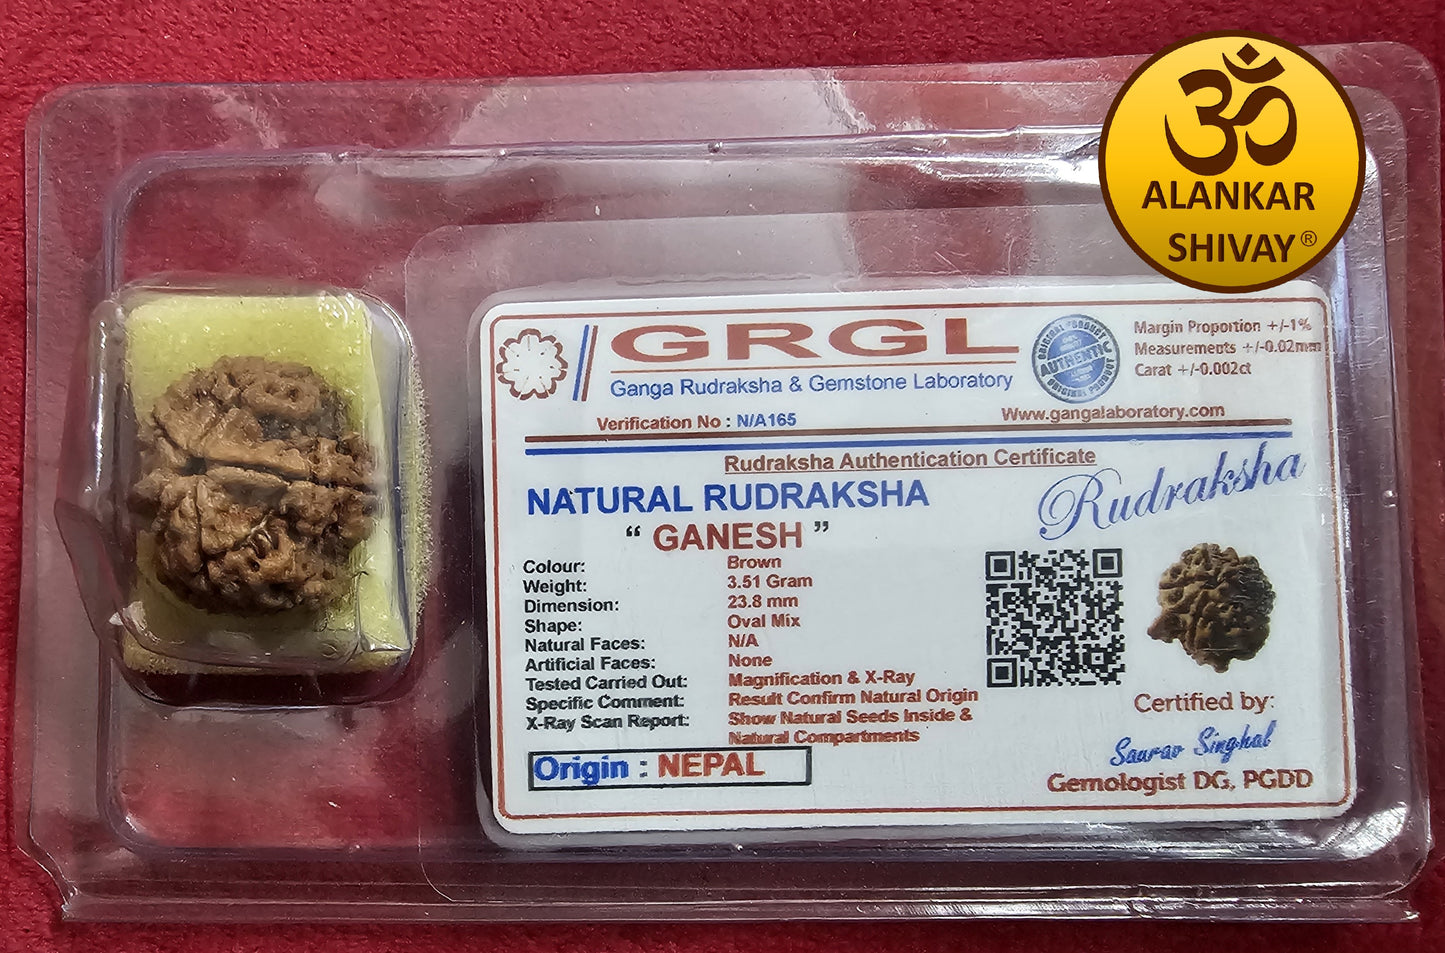 ॐ
ALANKAR
SHIVAY®
GRGL
Ganga Rudraksha & Gemstone Laboratory
ORIGINAL PRODUCT
AUTHENTIC
ORIGINAL PRODUCT
Margin Proportion +/-1%
Measurements +/-0.02mm
Carat +/-0.002ct
Verification No : N/A165
Www.gangalaboratory.com
Rudraksha Authentication Certificate
NATURAL RUDRAKSHA
Rudraksha
“ GANESH ”
Colour: Brown
Weight: 3.51 Gram
Dimension: 23.8 mm
Shape: Oval Mix
Natural Faces: N/A
Artificial Faces: None
Tested Carried Out: Magnification & X-Ray
Specific Comment: Result Confirm Natural Origin
X-Ray Scan Report: Show Natural Seeds Inside &
Natural Compartments
Origin : NEPAL
Certified by:
Saurav Singhal
Gemologist DG, PGDD